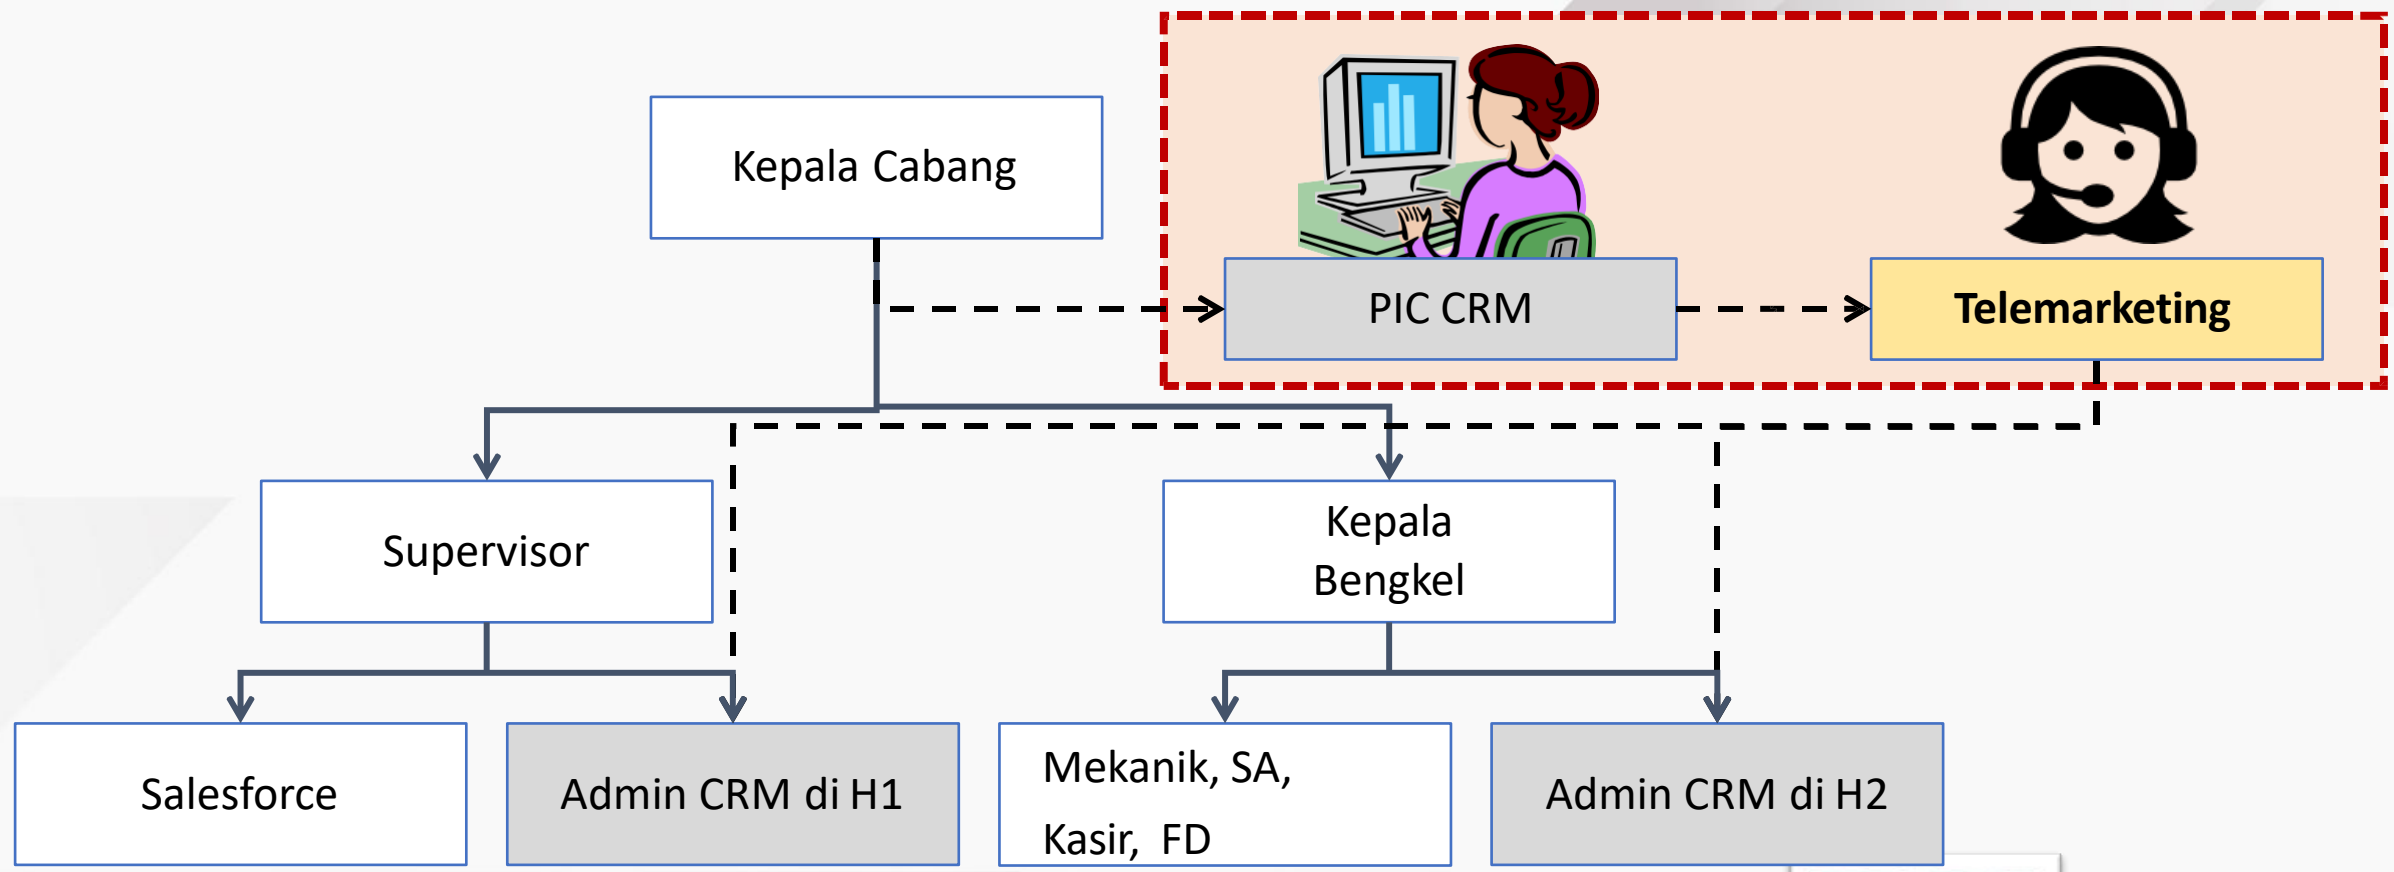 Kepala Cabang
PIC CRM
Telemarketing
Supervisor
Kepala
Bengkel
Salesforce
Admin CRM di H1
Mekanik, SA,
Kasir, FD
Admin CRM di H2